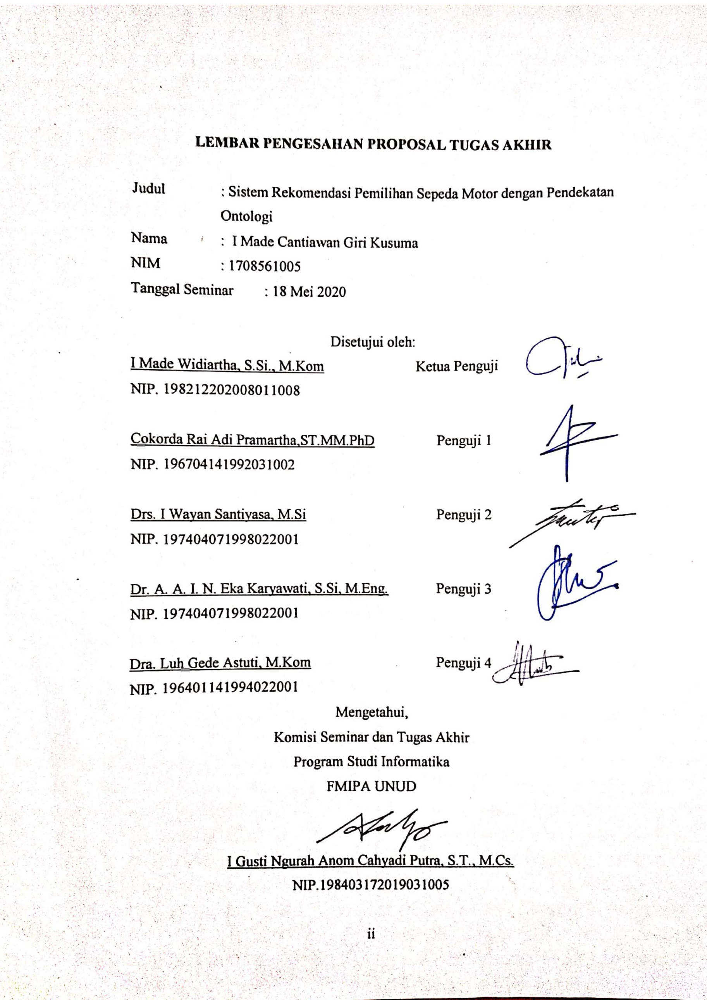 LEMBAR PENGESAHAN PROPOSAL TUGAS AKHIR
Judul : Sistem Rekomendasi Pemilihan Sepeda Motor dengan Pendekatan
Ontologi
Nama : I Made Cantiawan Giri Kusuma
NIM : 1708561005
Tanggal Seminar : 18 Mei 2020
Disetujui oleh:
I Made Widiartha, S.Si., M.Kom Ketua Penguji
NIP. 198212202008011008
Cokorda Rai Adi Pramartha,ST.MM.PhD Penguji 1
NIP. 196704141992031002
Drs. I Wayan Santiyasa, M.Si Penguji 2
NIP. 197404071998022001
Dr. A. A. I. N. Eka Karyawati, S.Si, M.Eng. Penguji 3
NIP. 197404071998022001
Dra. Luh Gede Astuti, M.Kom Penguji 4
NIP. 196401141994022001
Mengetahui,
Komisi Seminar dan Tugas Akhir
Program Studi Informatika
FMIPA UNUD
I Gusti Ngurah Anom Cahyadi Putra, S.T., M.Cs.
NIP.198403172019031005
ii